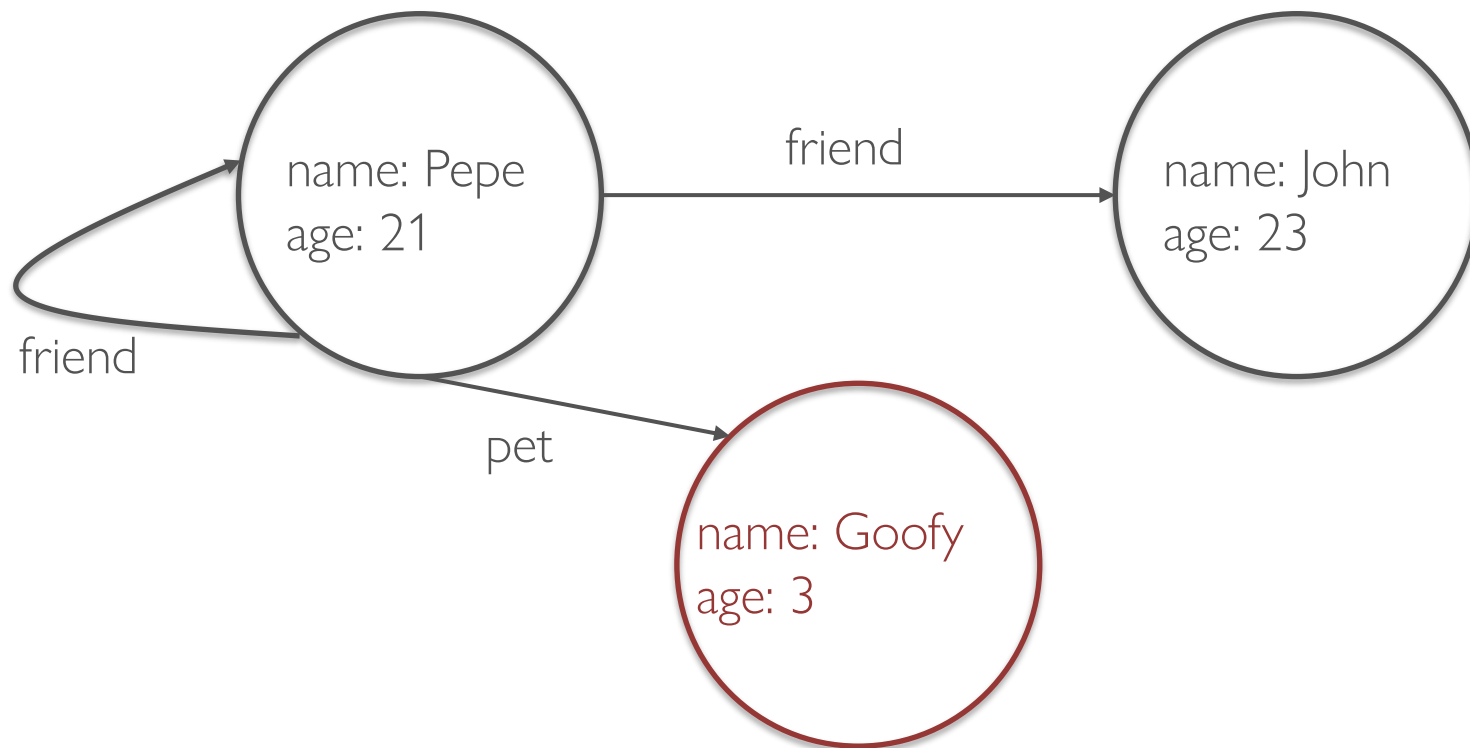 friend
name: Pepe
age: 21
name: John
age: 23
friend
pet
name: Goofy
age: 3